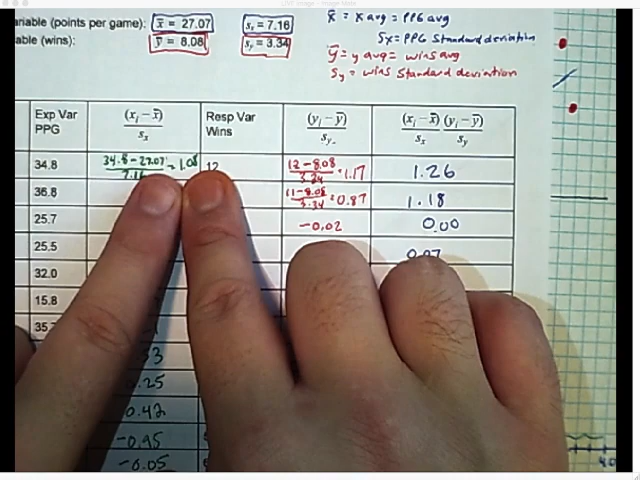 ariable (points per game): x̄ = 27.07 sₓ = 7.16
able (wins): ȳ = 8.08 sᵧ = 3.34
x̄ = x avg = PPG avg
Sx = PPG Standard deviation
ȳ = y avg = wins avg
Sy = wins standard deviation
Exp Var PPG (xᵢ − x̄)/sₓ Resp Var Wins (yᵢ − ȳ)/sᵧ (xᵢ − x̄)/sₓ (yᵢ − ȳ)/sᵧ
34.8 (34.8 − 27.07)/7.16 = 1.08 12 (12 − 8.08)/3.34 = 1.17 1.26
36.8 (11 − 8.08)/3.34 = 0.87 1.18
25.7 −0.02 0.00
25.5
32.0
15.8
35
.25
0.42
−0.95
−0.05